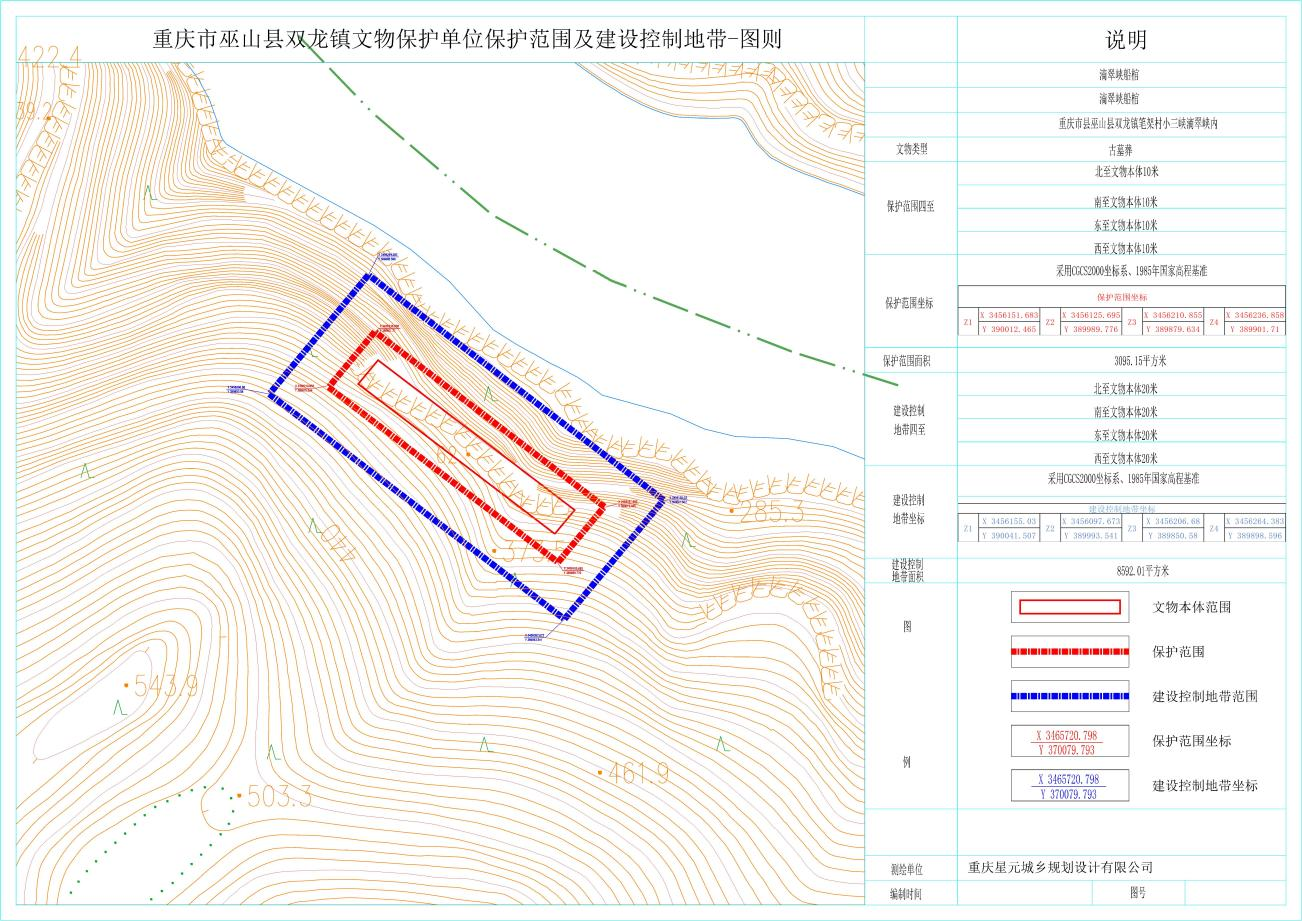 重庆市巫山县双龙镇文物保护单位保护范围及建设控制地带-图则
说明
滴翠峡船棺
滴翠峡船棺
重庆市县巫山县双龙镇笔架村小三峡滴翠峡内
文物类型
古墓葬
保护范围四至
北至文物本体10米
南至文物本体10米
东至文物本体10米
西至文物本体10米
保护范围坐标
采用CGCS2000坐标系、1985年国家高程基准
保护范围坐标
Z1 X 3456151.683 Y 390012.465
Z2 X 3456125.695 Y 389989.776
Z3 X 3456210.855 Y 389879.634
Z4 X 3456236.858 Y 389901.71
保护范围面积
3095.15平方米
建设控制
地带四至
北至文物本体20米
南至文物本体20米
东至文物本体20米
西至文物本体20米
建设控制
地带坐标
采用CGCS2000坐标系、1985年国家高程基准
建设控制地带坐标
Z1 X 3456155.03 Y 390041.507
Z2 X 3456097.673 Y 389993.541
Z3 X 3456206.68 Y 389850.58
Z4 X 3456264.383 Y 389898.596
建设控制
地带面积
8592.01平方米
图
例
文物本体范围
保护范围
建设控制地带范围
X 3465720.798
Y 370079.793
保护范围坐标
X 3465720.798
Y 370079.793
建设控制地带坐标
测绘单位
重庆星元城乡规划设计有限公司
编制时间
图号
422.4
39.2
285.3
440
543.9
503.3
461.9